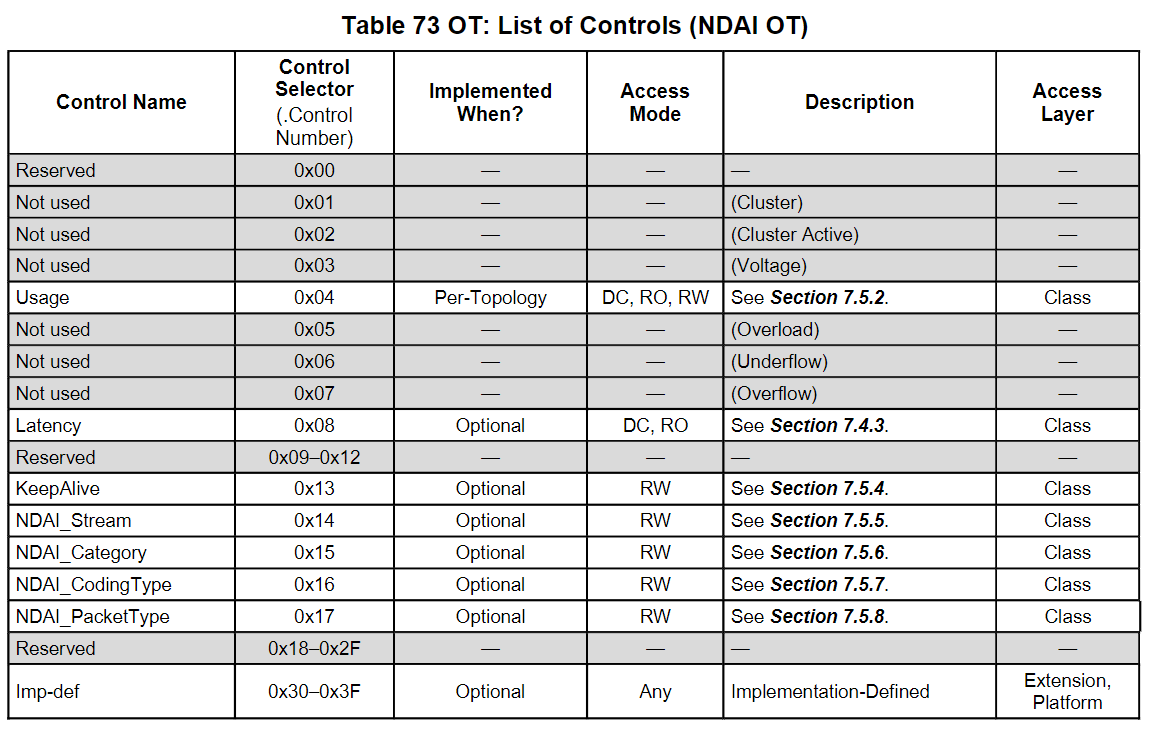 Table 73 OT: List of Controls (NDAI OT)
Control Name | Control Selector (.Control Number) | Implemented When? | Access Mode | Description | Access Layer
Reserved | 0x00 | — | — | — | —
Not used | 0x01 | — | — | (Cluster) | —
Not used | 0x02 | — | — | (Cluster Active) | —
Not used | 0x03 | — | — | (Voltage) | —
Usage | 0x04 | Per-Topology | DC, RO, RW | See Section 7.5.2. | Class
Not used | 0x05 | — | — | (Overload) | —
Not used | 0x06 | — | — | (Underflow) | —
Not used | 0x07 | — | — | (Overflow) | —
Latency | 0x08 | Optional | DC, RO | See Section 7.4.3. | Class
Reserved | 0x09–0x12 | — | — | — | —
KeepAlive | 0x13 | Optional | RW | See Section 7.5.4. | Class
NDAI_Stream | 0x14 | Optional | RW | See Section 7.5.5. | Class
NDAI_Category | 0x15 | Optional | RW | See Section 7.5.6. | Class
NDAI_CodingType | 0x16 | Optional | RW | See Section 7.5.7. | Class
NDAI_PacketType | 0x17 | Optional | RW | See Section 7.5.8. | Class
Reserved | 0x18–0x2F | — | — | — | —
Imp-def | 0x30–0x3F | Optional | Any | Implementation-Defined | Extension, Platform